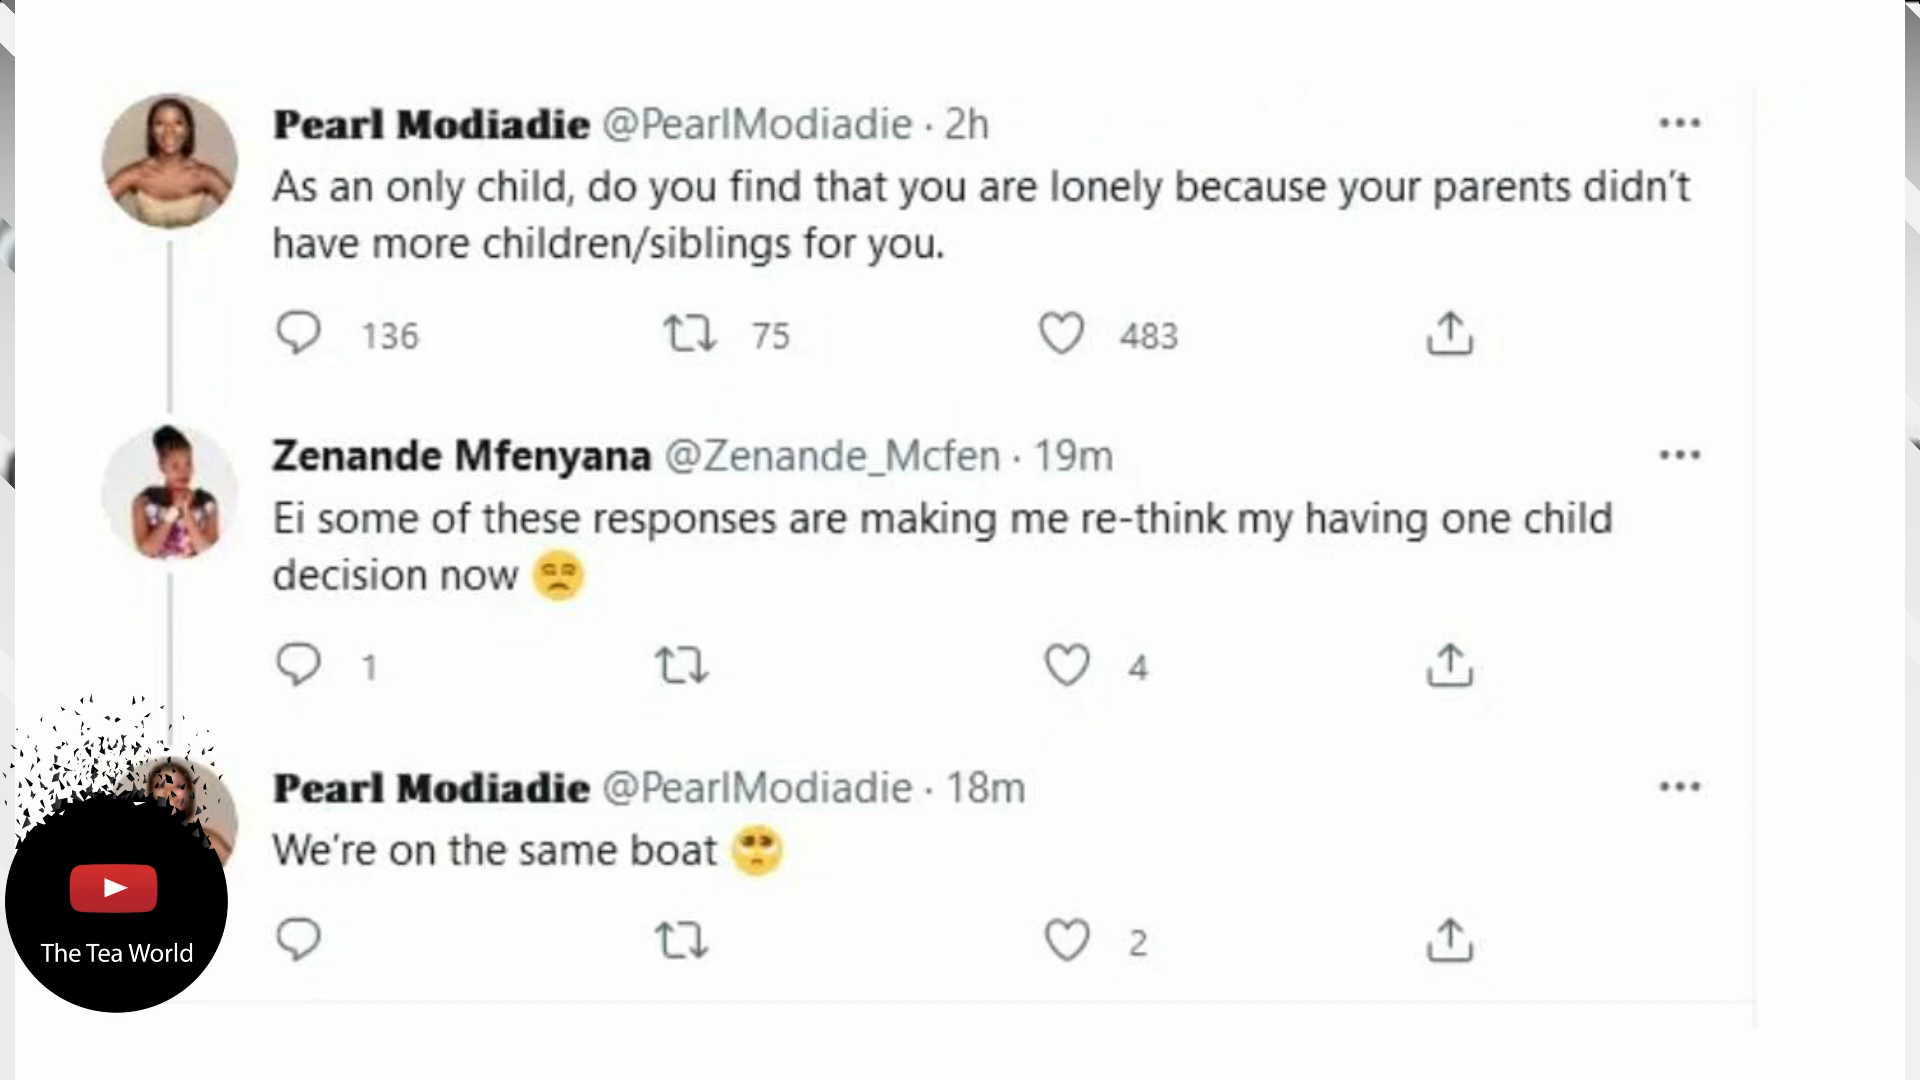 Pearl Modiadie @PearlModiadie · 2h
As an only child, do you find that you are lonely because your parents didn't
have more children/siblings for you.
136 75 483
Zenande Mfenyana @Zenande_Mcfen · 19m
Ei some of these responses are making me re-think my having one child
decision now 😒
1 4
Pearl Modiadie @PearlModiadie · 18m
We're on the same boat 🥺
2
The Tea World